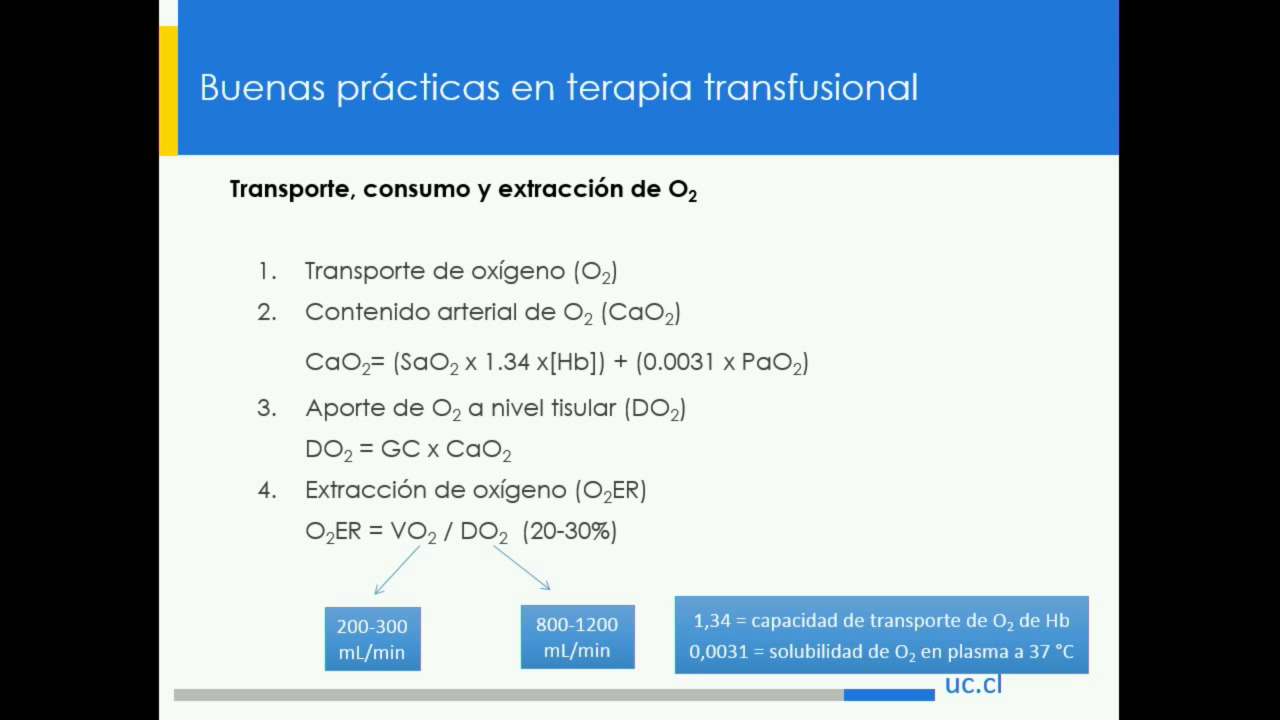 Buenas prácticas en terapia transfusional
Transporte, consumo y extracción de O₂
1. Transporte de oxígeno (O₂)
2. Contenido arterial de O₂ (CaO₂)
CaO₂= (SaO₂ x 1.34 x[Hb]) + (0.0031 x PaO₂)
3. Aporte de O₂ a nivel tisular (DO₂)
DO₂ = GC x CaO₂
4. Extracción de oxígeno (O₂ER)
O₂ER = VO₂ / DO₂ (20-30%)
200-300
mL/min
800-1200
mL/min
1,34 = capacidad de transporte de O₂ de Hb
0,0031 = solubilidad de O₂ en plasma a 37 °C
uc.cl